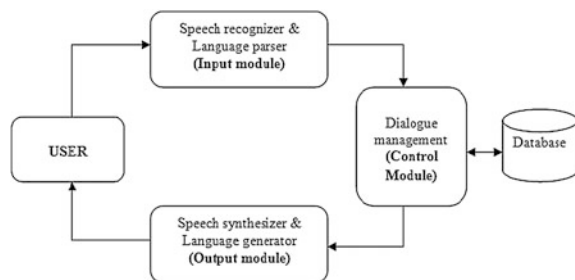 Speech recognizer &
Language parser
(Input module)
USER
Dialogue
management
(Control
Module)
Database
Speech synthesizer &
Language generator
(Output module)